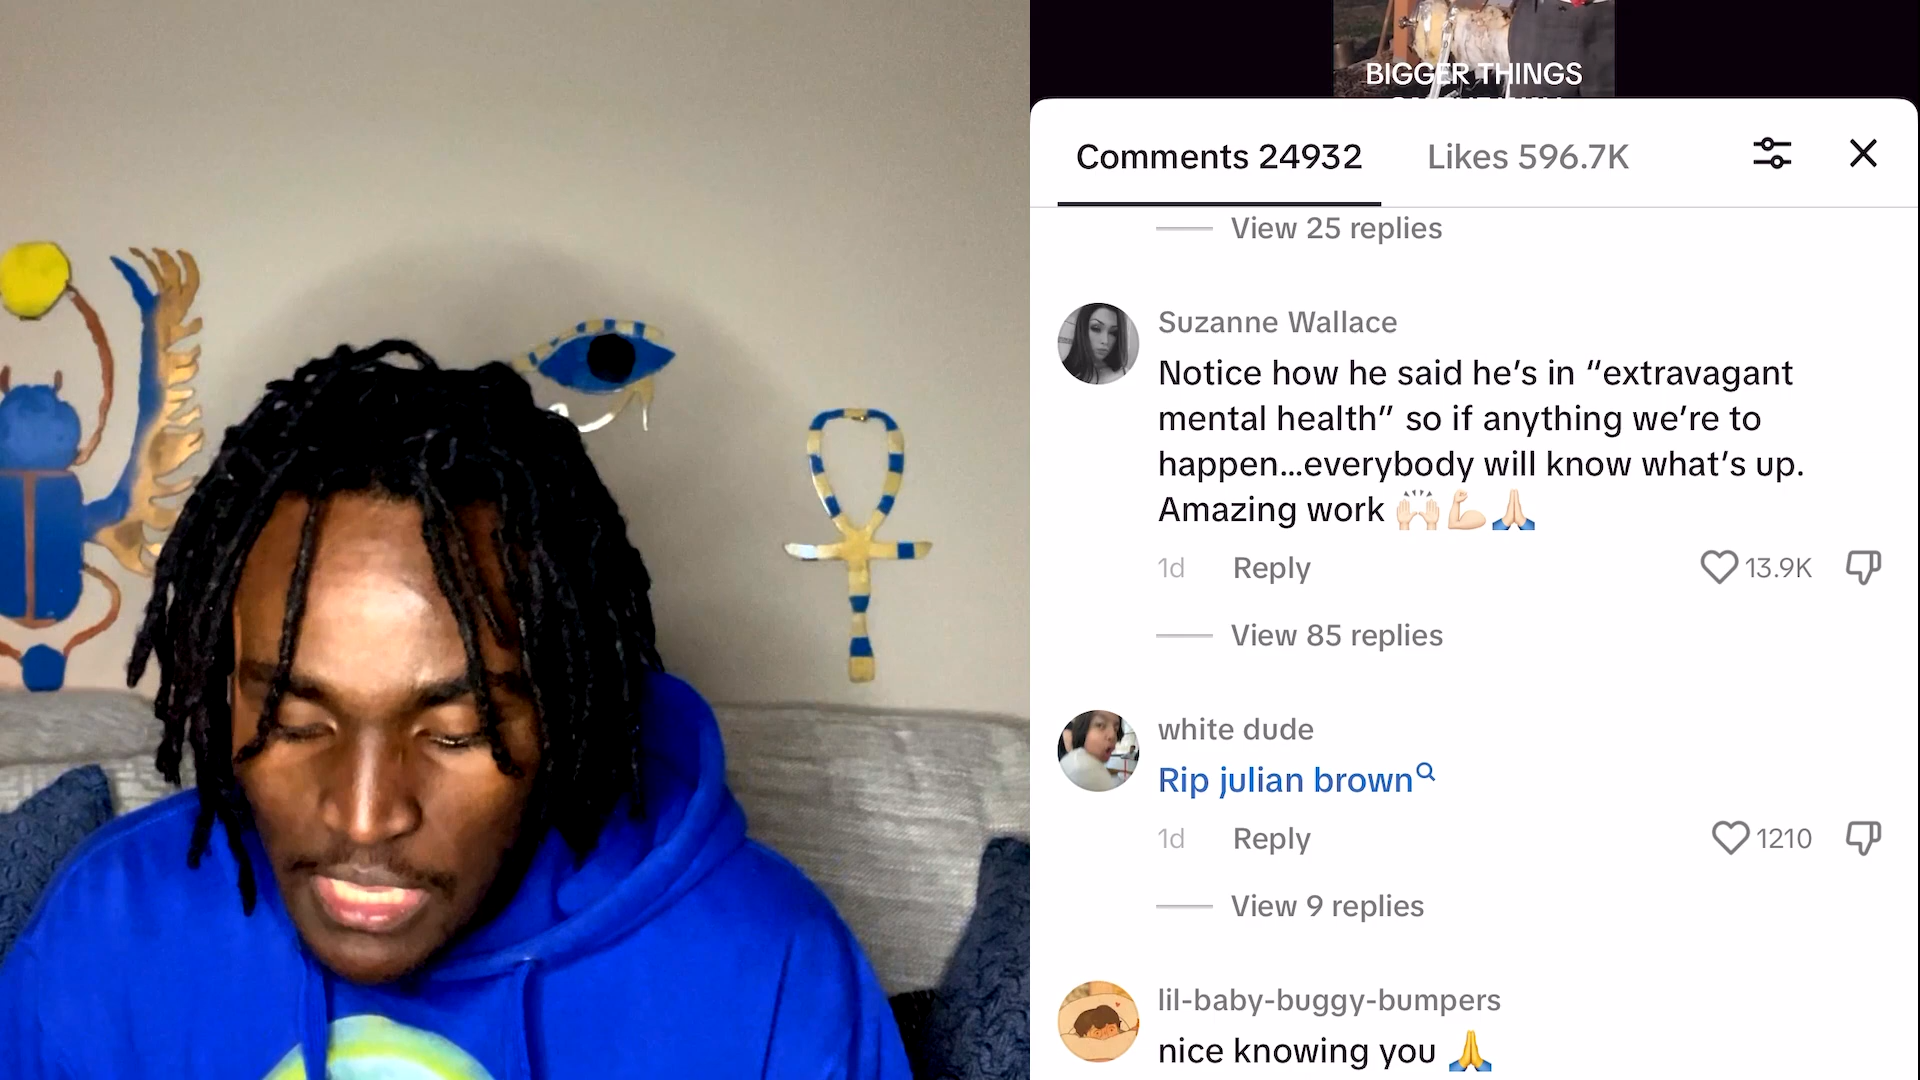 BIGGER THINGS
Comments 24932
Likes 596.7K
View 25 replies
Suzanne Wallace
Notice how he said he’s in “extravagant
mental health” so if anything we’re to
happen...everybody will know what’s up.
Amazing work 🙌🏻💪🏻🙏🏻
1d Reply 13.9K
View 85 replies
white dude
Rip julian brown
1d Reply 1210
View 9 replies
lil-baby-buggy-bumpers
nice knowing you 🙏